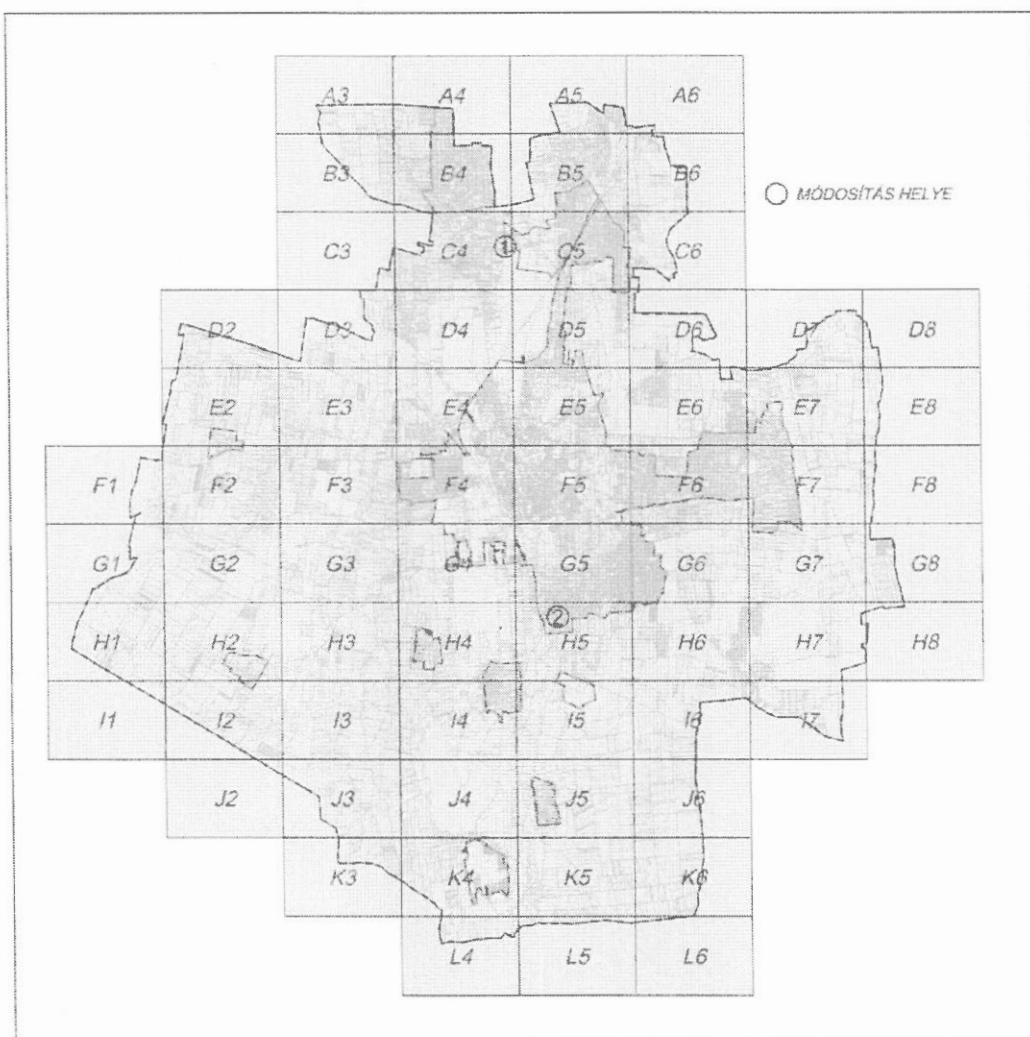 A3 A4 A5 A6
B3 B4 B5 B6
MÓDOSÍTÁS HELYE
C3 C4 1 C5 C6
D2 D3 D4 D5 D6 D7 D8
E2 E3 E4 E5 E6 E7 E8
F1 F2 F3 F4 F5 F6 F7 F8
G1 G2 G3 G4 G5 G6 G7 G8
2
H1 H2 H3 H4 H5 H6 H7 H8
I1 I2 I3 I4 I5 I6 I7
J2 J3 J4 J5 J6
K3 K4 K5 K6
L4 L5 L6